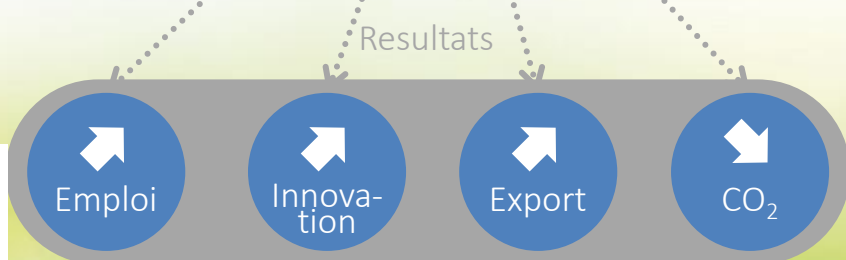 Resultats
Emploi
Innova-
tion
Export
CO₂